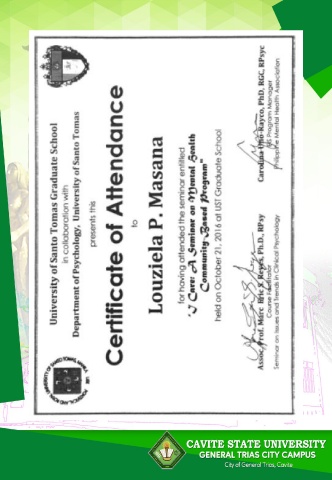 University of Santo Tomas Graduate School
in collaboration with
Department of Psychology, University of Santo Tomas
presents this
Certificate of Attendance
to
Louziela P. Masana
for having attended the seminar entitled
"I Care: A Seminar on Mental Health
Community-Based Program"
held on October 21, 2016 at UST Graduate School
Assoc. Prof. Marc Eric S. Reyes, Ph.D., RPsy
Course Facilitator
Seminar on Issues and Trends in Clinical Psychology
Carolina Uno-Rayco, PhD, RGC, RPsyc
Program Manager
Philippine Mental Health Association
CAVITE STATE UNIVERSITY
GENERAL TRIAS CITY CAMPUS
City of General Trias, Cavite